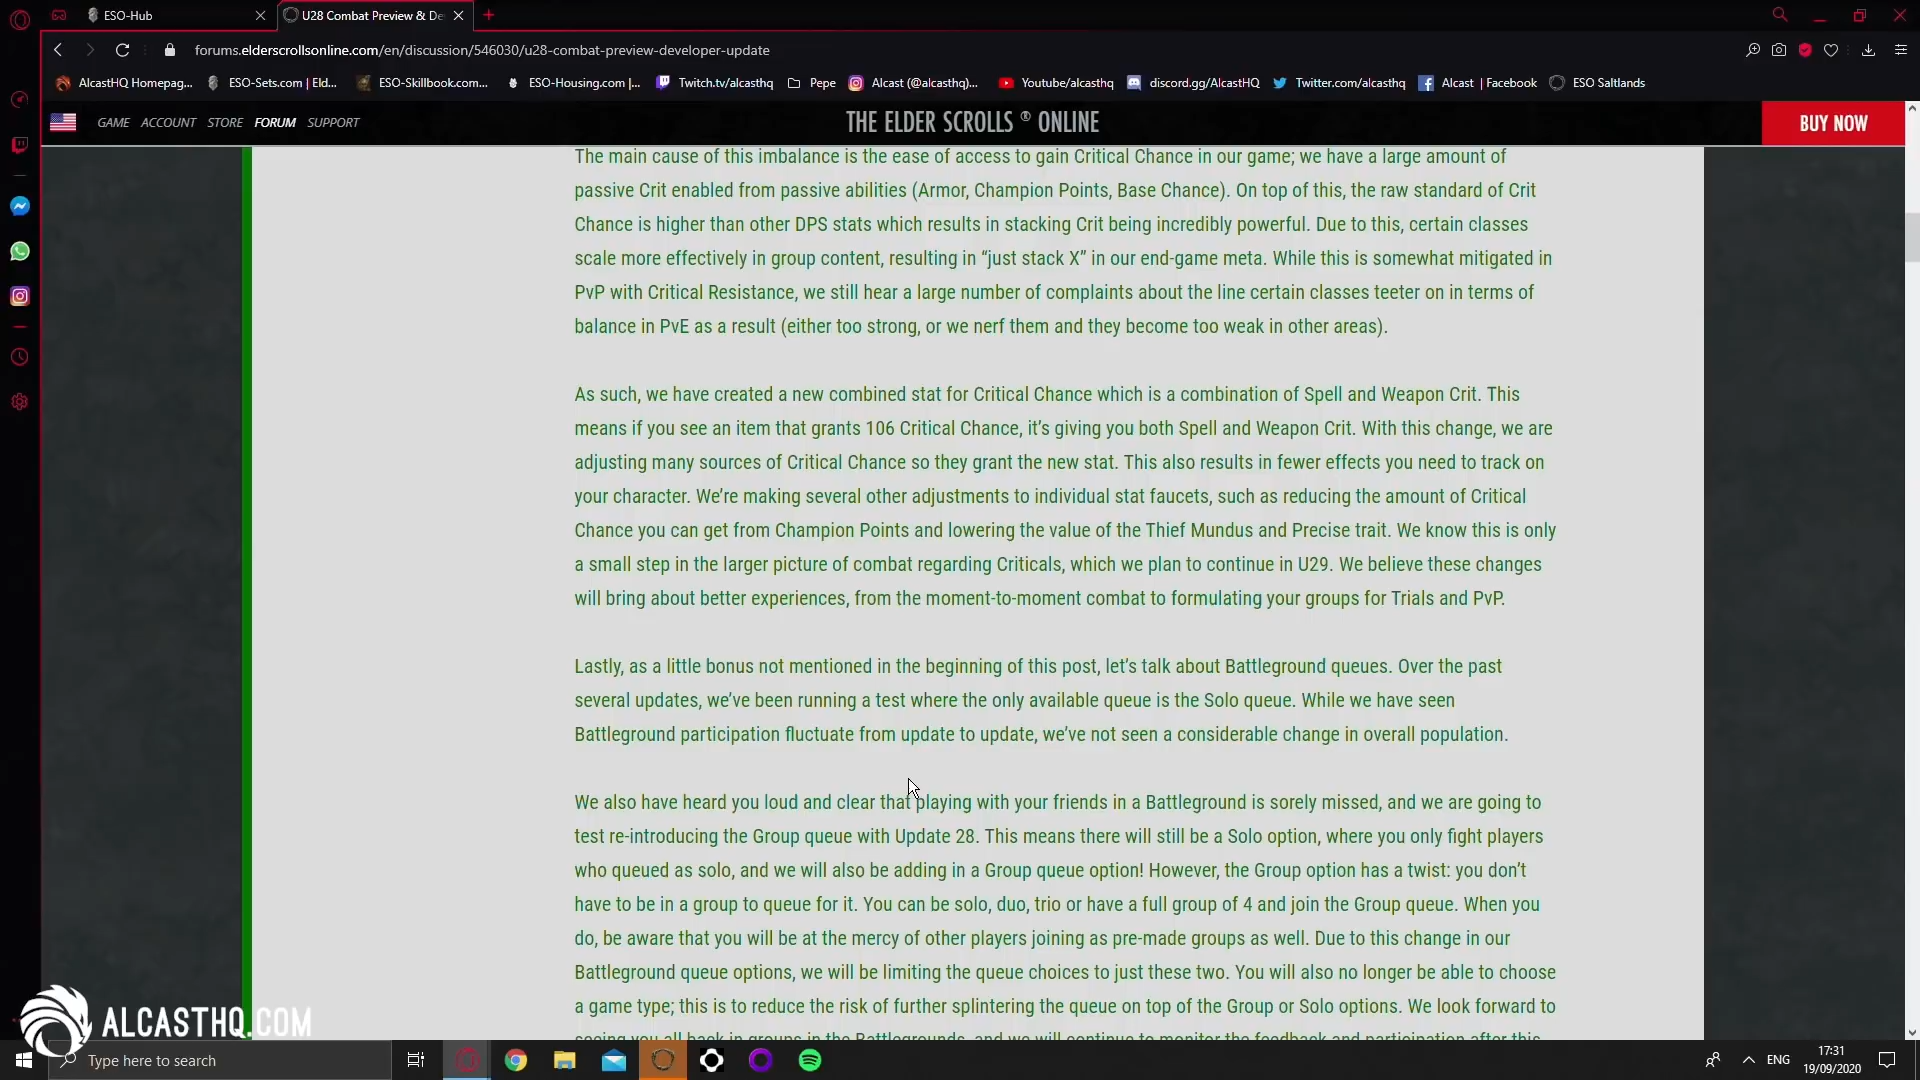 ESO-Hub
U28 Combat Preview & De
forums.elderscrollsonline.com/en/discussion/546030/u28-combat-preview-developer-update
AlcastHQ Homepag...
ESO-Sets.com | Eld...
ESO-Skillbook.com...
ESO-Housing.com |...
Twitch.tv/alcasthq
Pepe
Alcast (@alcasthq)...
Youtube/alcasthq
discord.gg/AlcastHQ
Twitter.com/alcasthq
Alcast | Facebook
ESO Saltlands
GAME ACCOUNT STORE FORUM SUPPORT
THE ELDER SCROLLS ® ONLINE
BUY NOW
The main cause of this imbalance is the ease of access to gain Critical Chance in our game; we have a large amount of
passive Crit enabled from passive abilities (Armor, Champion Points, Base Chance). On top of this, the raw standard of Crit
Chance is higher than other DPS stats which results in stacking Crit being incredibly powerful. Due to this, certain classes
scale more effectively in group content, resulting in “just stack X” in our end-game meta. While this is somewhat mitigated in
PvP with Critical Resistance, we still hear a large number of complaints about the line certain classes teeter on in terms of
balance in PvE as a result (either too strong, or we nerf them and they become too weak in other areas).
As such, we have created a new combined stat for Critical Chance which is a combination of Spell and Weapon Crit. This
means if you see an item that grants 106 Critical Chance, it’s giving you both Spell and Weapon Crit. With this change, we are
adjusting many sources of Critical Chance so they grant the new stat. This also results in fewer effects you need to track on
your character. We’re making several other adjustments to individual stat faucets, such as reducing the amount of Critical
Chance you can get from Champion Points and lowering the value of the Thief Mundus and Precise trait. We know this is only
a small step in the larger picture of combat regarding Criticals, which we plan to continue in U29. We believe these changes
will bring about better experiences, from the moment-to-moment combat to formulating your groups for Trials and PvP.
Lastly, as a little bonus not mentioned in the beginning of this post, let’s talk about Battleground queues. Over the past
several updates, we’ve been running a test where the only available queue is the Solo queue. While we have seen
Battleground participation fluctuate from update to update, we’ve not seen a considerable change in overall population.
We also have heard you loud and clear that playing with your friends in a Battleground is sorely missed, and we are going to
test re-introducing the Group queue with Update 28. This means there will still be a Solo option, where you only fight players
who queued as solo, and we will also be adding in a Group queue option! However, the Group option has a twist: you don’t
have to be in a group to queue for it. You can be solo, duo, trio or have a full group of 4 and join the Group queue. When you
do, be aware that you will be at the mercy of other players joining as pre-made groups as well. Due to this change in our
Battleground queue options, we will be limiting the queue choices to just these two. You will also no longer be able to choose
a game type; this is to reduce the risk of further splintering the queue on top of the Group or Solo options. We look forward to
seeing you all back in groups in the Battlegrounds, and we will continue to monitor the feedback and participation after this
ALCASTHQ.COM
Type here to search
ENG
17:31
19/09/2020